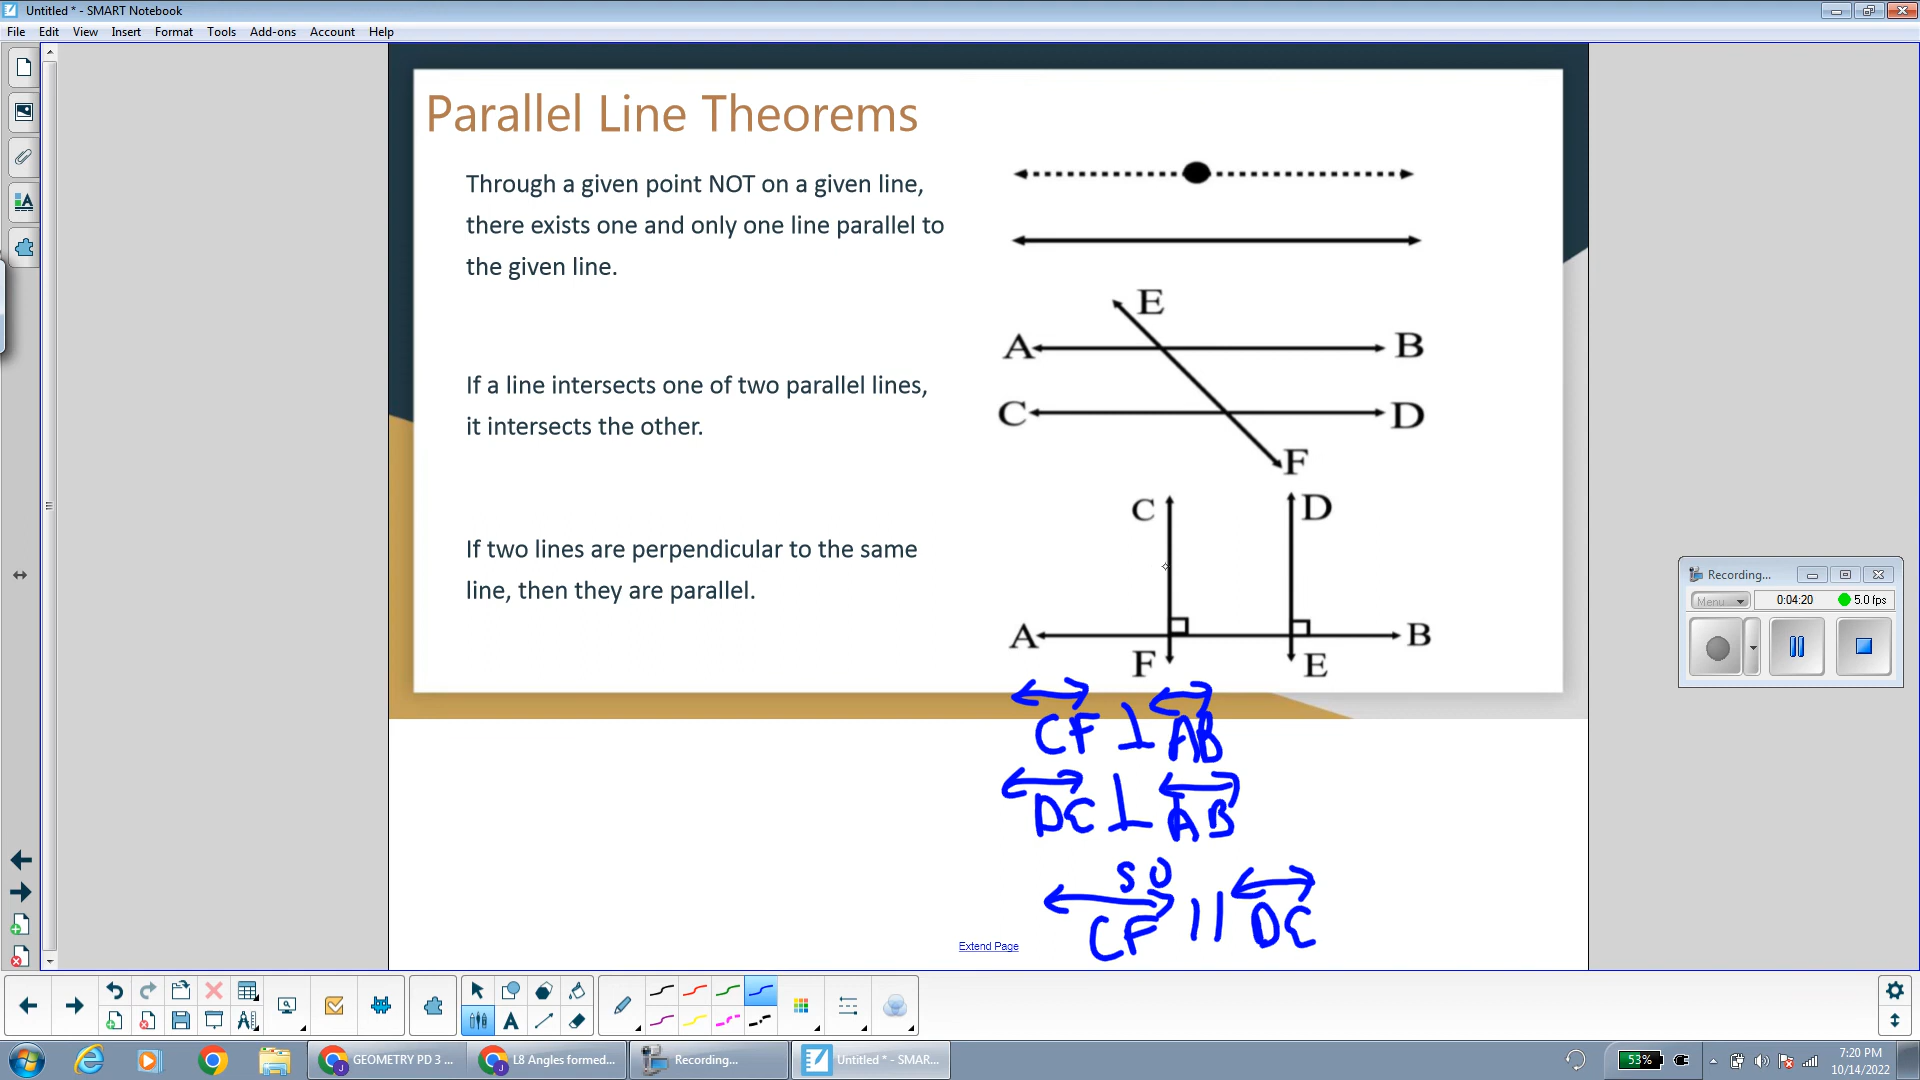 Untitled * - SMART Notebook
File Edit View Insert Format Tools Add-ons Account Help
Parallel Line Theorems
Through a given point NOT on a given line,
there exists one and only one line parallel to
the given line.
E
A B
If a line intersects one of two parallel lines,
it intersects the other.
C D
F
C D
If two lines are perpendicular to the same
line, then they are parallel.
A B
F E
CF ⊥ AB
DE ⊥ AB
SO
CF || DE
Extend Page
Recording...
Menu 0:04:20 5.0 fps
GEOMETRY PD 3 ... L8 Angles formed... Recording... Untitled * - SMAR...
53%
7:20 PM
10/14/2022